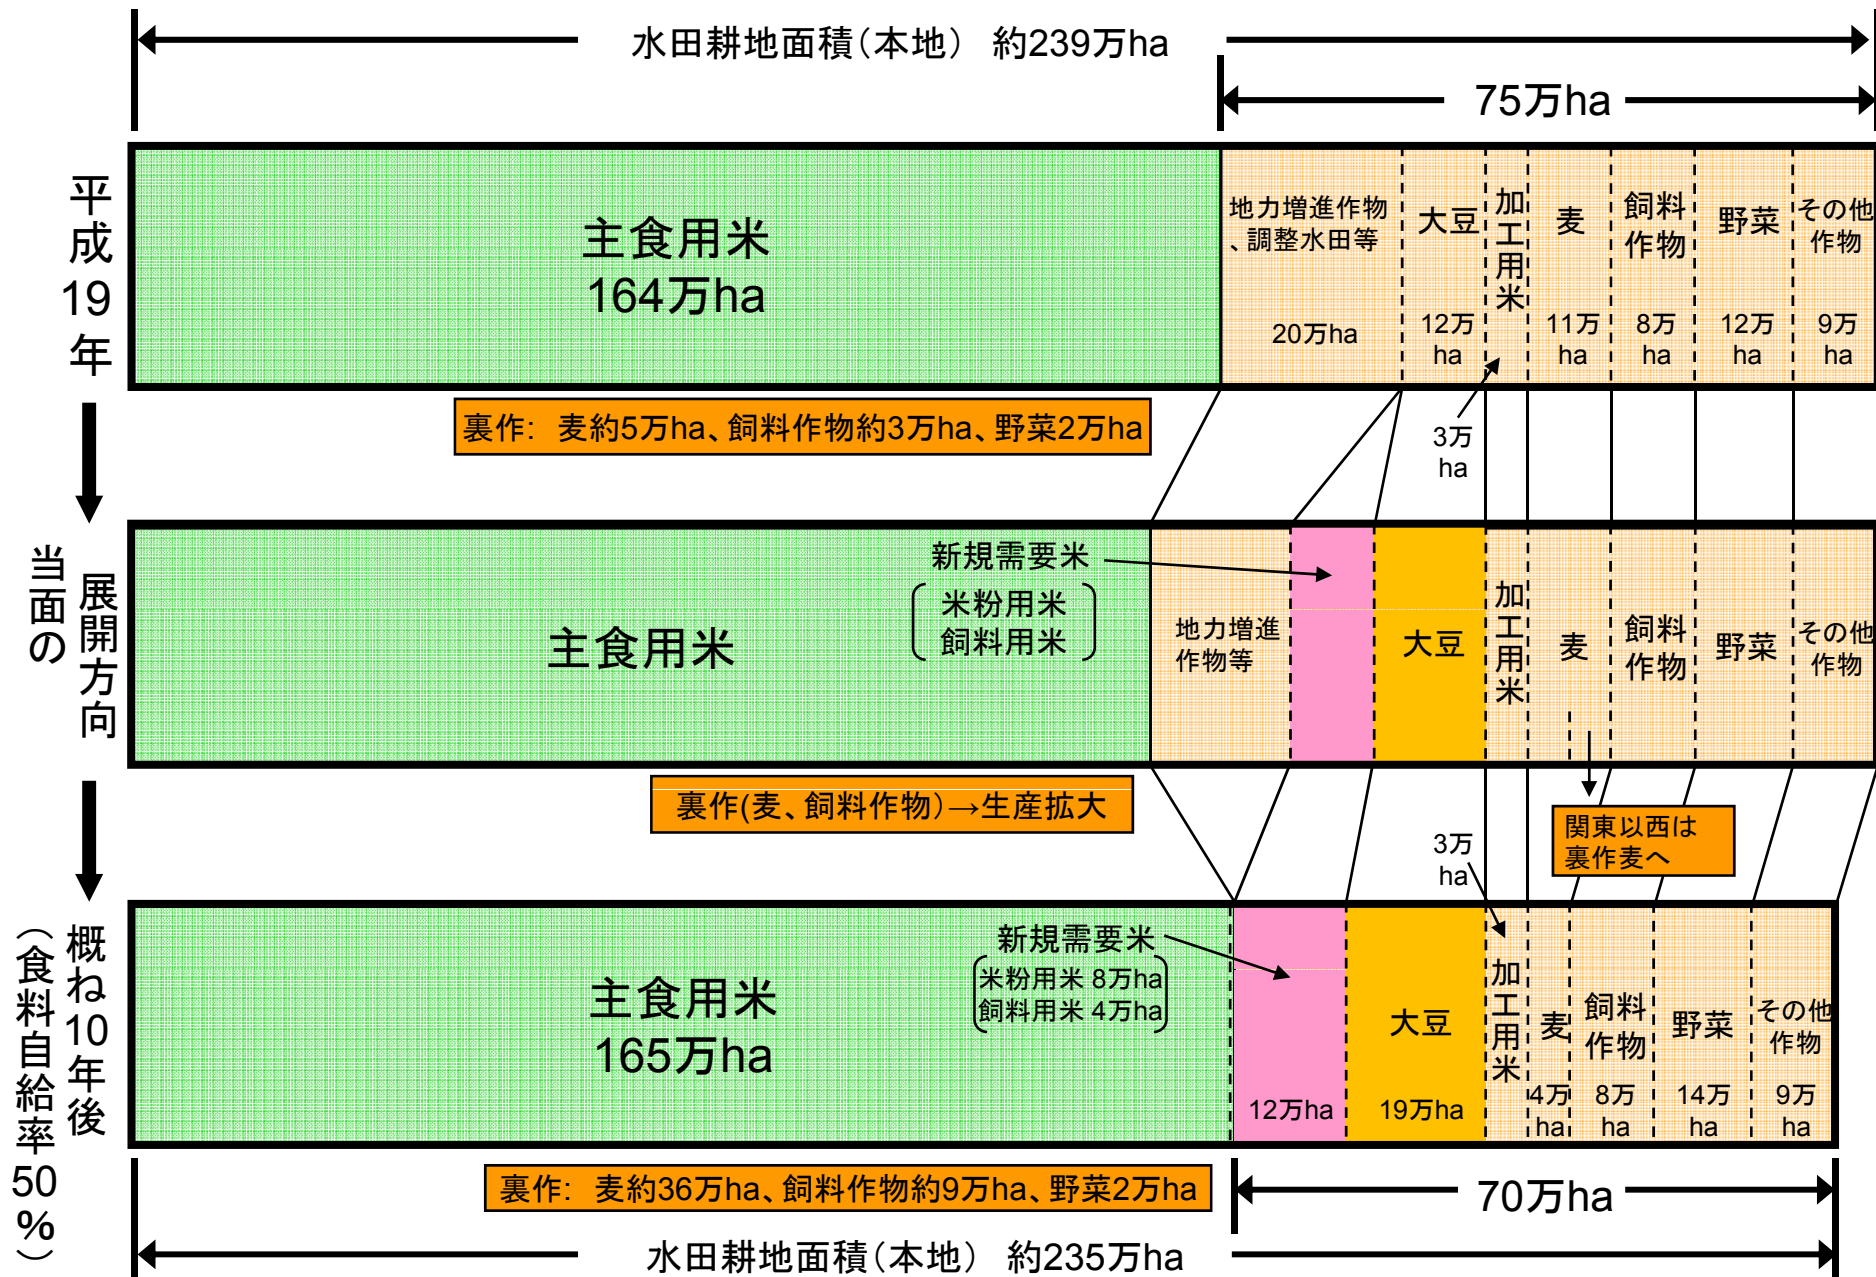 水田耕地面積(本地) 約239万ha
75万ha
平成19年
主食用米
164万ha
地力増進作物
、調整水田等
20万ha
大豆
12万
ha
加工用米
3万
ha
麦
11万
ha
飼料
作物
8万
ha
野菜
12万
ha
その他
作物
9万
ha
裏作: 麦約5万ha、飼料作物約3万ha、野菜2万ha
当面の
展開方向
主食用米
新規需要米
米粉用米
飼料用米
地力増進
作物等
大豆
加工用米
麦
飼料
作物
野菜
その他
作物
裏作(麦、飼料作物)→生産拡大
関東以西は
裏作麦へ
概ね10年後
(食料自給率50%)
主食用米
165万ha
新規需要米
米粉用米 8万ha
飼料用米 4万ha
12万ha
大豆
19万ha
3万
ha
加工用米
麦
4万
ha
飼料
作物
8万
ha
野菜
14万
ha
その他
作物
9万
ha
裏作: 麦約36万ha、飼料作物約9万ha、野菜2万ha
70万ha
水田耕地面積(本地) 約235万ha